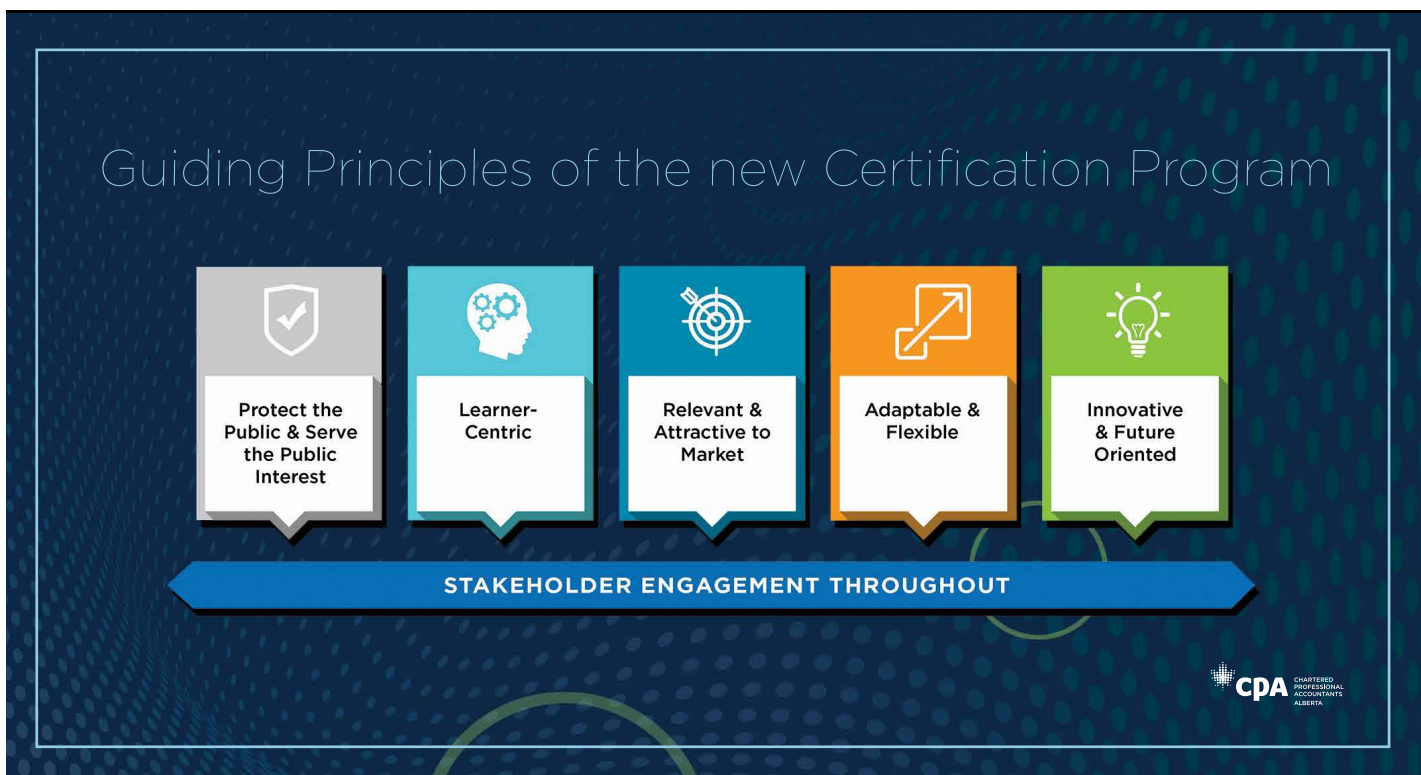 Guiding Principles of the new Certification Program
Protect the
Public & Serve
the Public
Interest
Learner-
Centric
Relevant &
Attractive to
Market
Adaptable &
Flexible
Innovative
& Future
Oriented
STAKEHOLDER ENGAGEMENT THROUGHOUT
CPA
CHARTERED
PROFESSIONAL
ACCOUNTANTS
ALBERTA